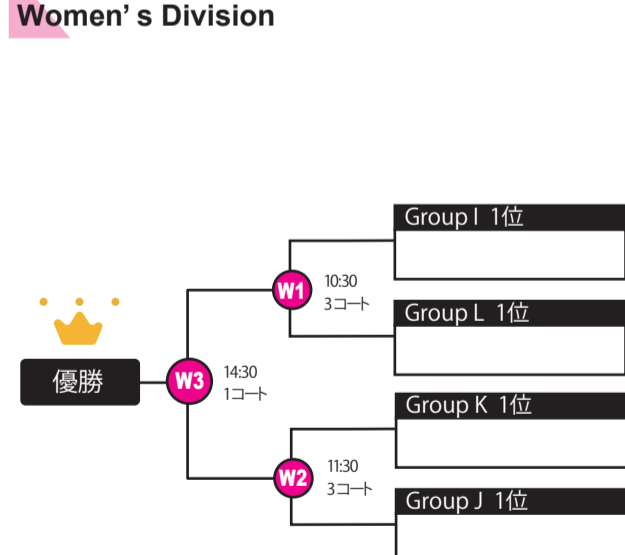 Women’ s Division
Group I 1位
W1
10:30
3コート
Group L 1位
優勝
W3
14:30
1コート
Group K 1位
W2
11:30
3コート
Group J 1位